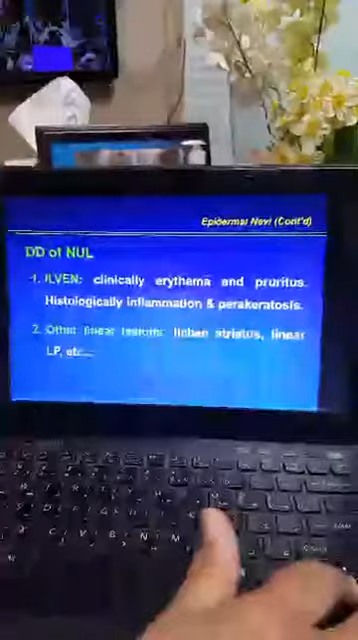 Epidermal Nevi (Cont'd)
DD of NUL
1. ILVEN: clinically erythema and pruritus.
Histologically inflammation & perakeratosis.
2. Other linear lesions: lichen striatus, linear
LP, etc...